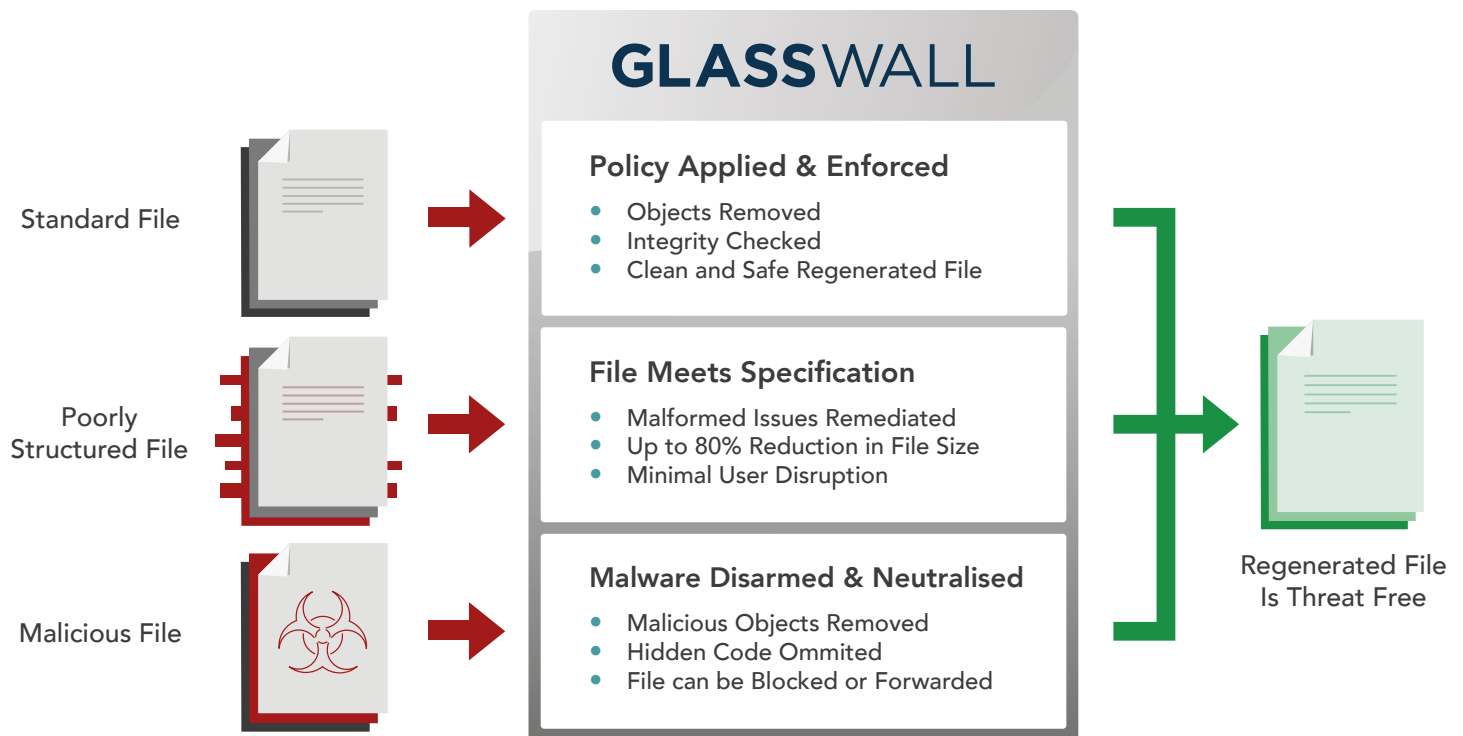 GLASSWALL
Standard File
Policy Applied & Enforced
Objects Removed
Integrity Checked
Clean and Safe Regenerated File
Poorly
Structured File
File Meets Specification
Malformed Issues Remediated
Up to 80% Reduction in File Size
Minimal User Disruption
Malicious File
Malware Disarmed & Neutralised
Malicious Objects Removed
Hidden Code Ommited
File can be Blocked or Forwarded
Regenerated File
Is Threat Free